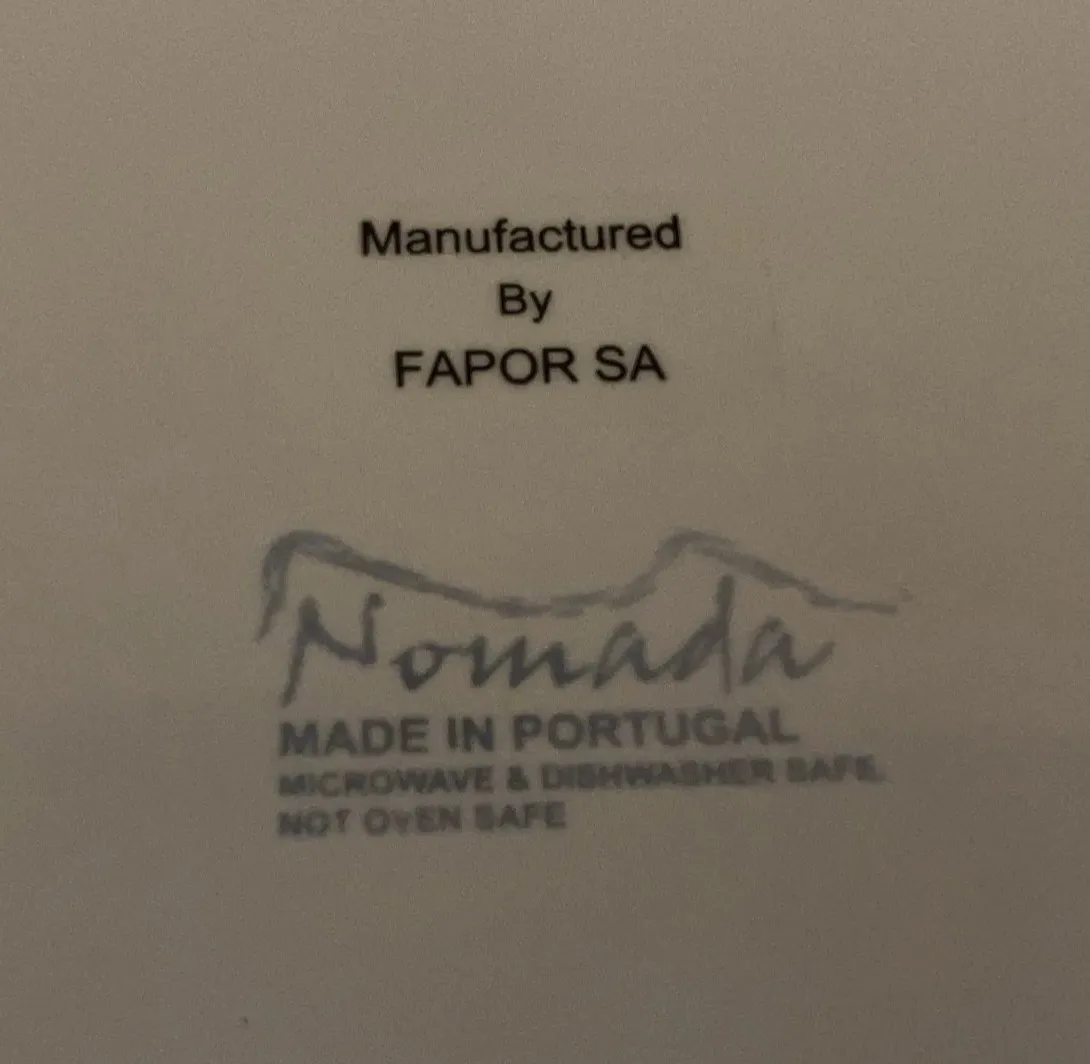 Manufactured
By
FAPOR SA
Nomada
MADE IN PORTUGAL
MICROWAVE & DISHWASHER SAFE
NOT OVEN SAFE